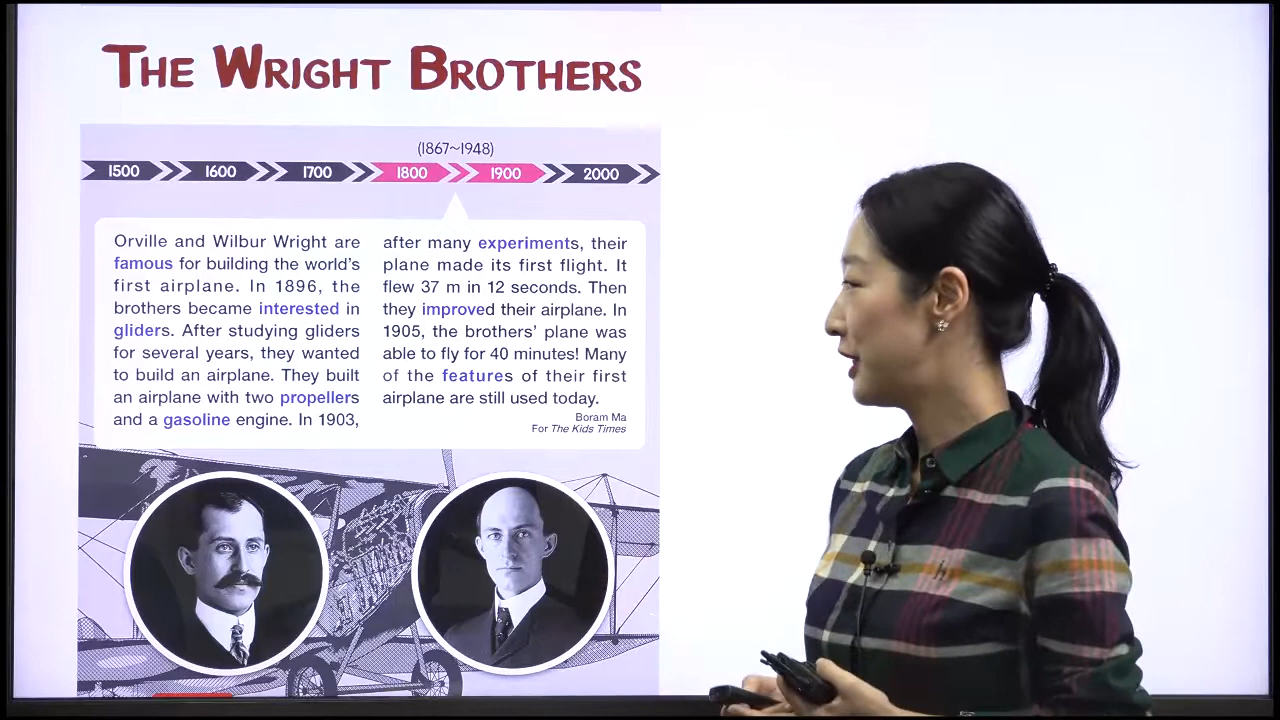 THE WRIGHT BROTHERS
(1867~1948)
1500 1600 1700 1800 1900 2000
Orville and Wilbur Wright are
famous for building the world's
first airplane. In 1896, the
brothers became interested in
gliders. After studying gliders
for several years, they wanted
to build an airplane. They built
an airplane with two propellers
and a gasoline engine. In 1903,
after many experiments, their
plane made its first flight. It
flew 37 m in 12 seconds. Then
they improved their airplane. In
1905, the brothers' plane was
able to fly for 40 minutes! Many
of the features of their first
airplane are still used today.
Boram Ma
For The Kids Times